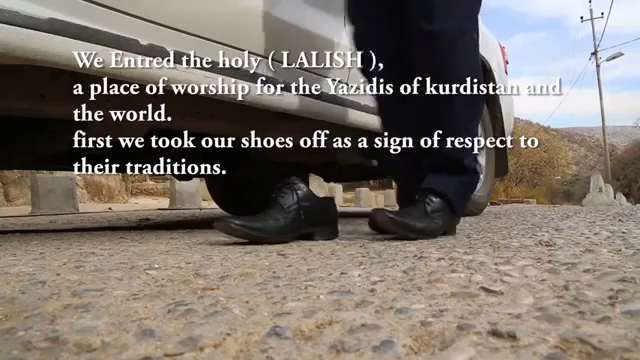 We Entred the holy ( LALISH ),
a place of worship for the Yazidis of kurdistan and
the world.
first we took our shoes off as a sign of respect to
their traditions.